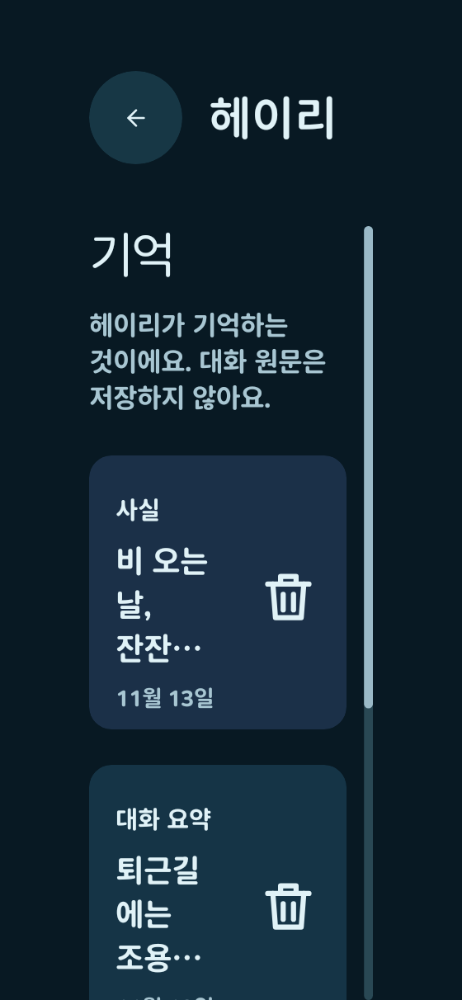 헤이리
기억
헤이리가 기억하는
것이에요. 대화 원문은
저장하지 않아요.
사실
비 오는
날,
잔잔…
11월 13일
대화 요약
퇴근길
에는
조용…